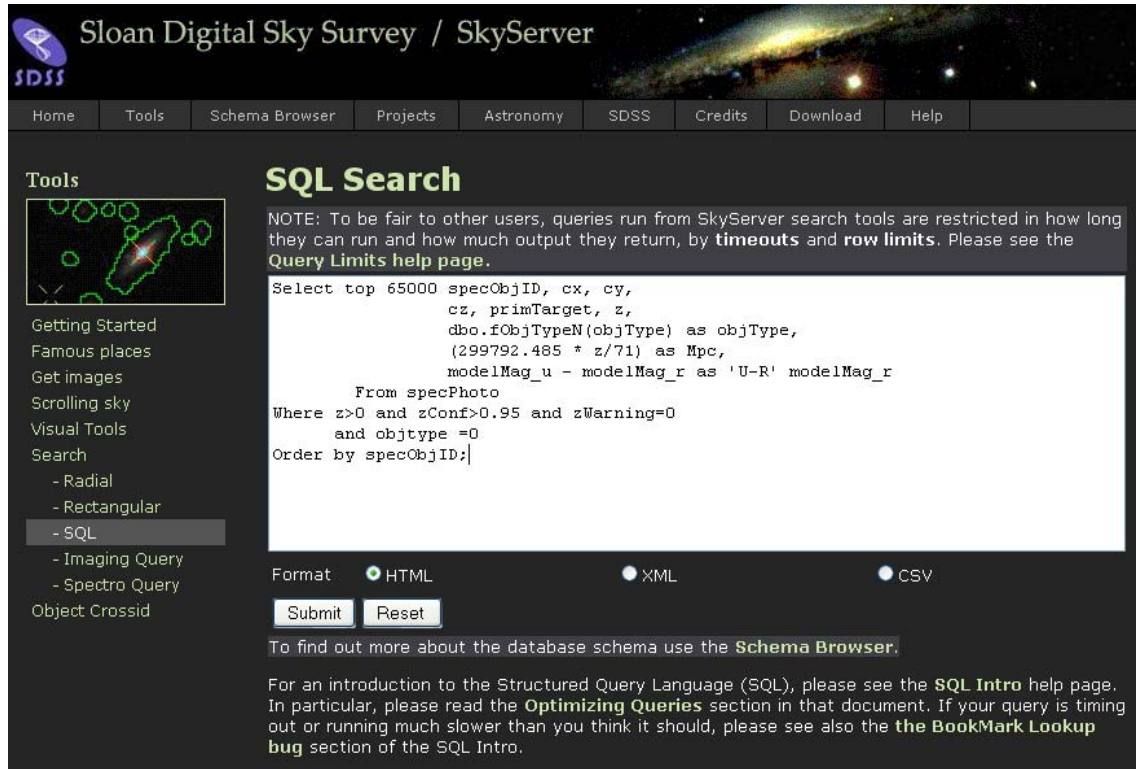 Sloan Digital Sky Survey / SkyServer
SDSS
Home Tools Schema Browser Projects Astronomy SDSS Credits Download Help
Tools
Getting Started
Famous places
Get images
Scrolling sky
Visual Tools
Search
- Radial
- Rectangular
- SQL
- Imaging Query
- Spectro Query
Object Crossid
SQL Search
NOTE: To be fair to other users, queries run from SkyServer search tools are restricted in how long
they can run and how much output they return, by timeouts and row limits. Please see the
Query Limits help page.
Select top 65000 specObjID, cx, cy,
cz, primTarget, z,
dbo.fObjTypeN(objType) as objType,
(299792.485 * z/71) as Mpc,
modelMag_u - modelMag_r as 'U-R' modelMag_r
From specPhoto
Where z>0 and zConf>0.95 and zWarning=0
and objtype =0
Order by specObjID;
Format HTML XML CSV
Submit Reset
To find out more about the database schema use the Schema Browser.
For an introduction to the Structured Query Language (SQL), please see the SQL Intro help page.
In particular, please read the Optimizing Queries section in that document. If your query is timing
out or running much slower than you think it should, please see also the the BookMark Lookup
bug section of the SQL Intro.